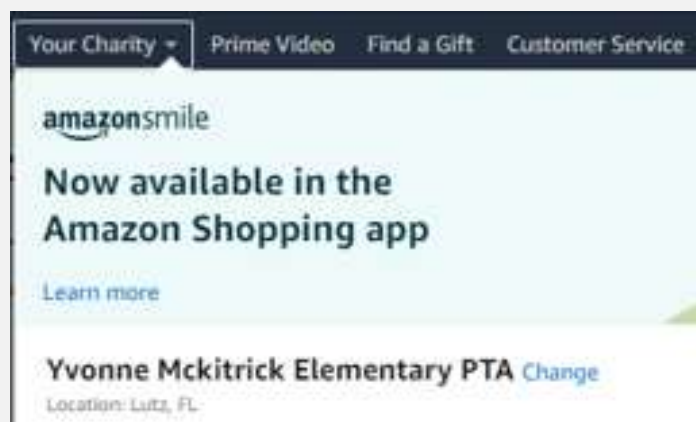 Your Charity Prime Video Find a Gift Customer Service
amazonsmile
Now available in the
Amazon Shopping app
Learn more
Yvonne Mckitrick Elementary PTA Change
Location: Lutz, FL